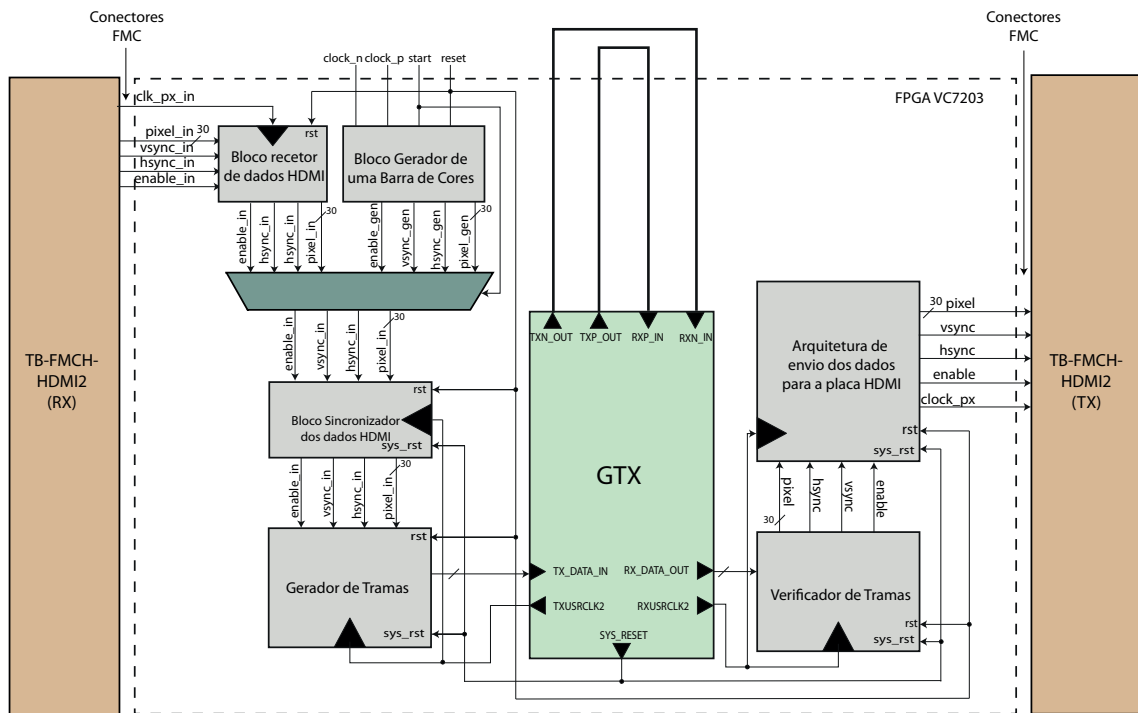 Conectores
FMC
Conectores
FMC
clock_n
clock_p
start
reset
FPGA VC7203
clk_px_in
pixel_in
30
vsync_in
hsync_in
enable_in
rst
Bloco recetor
de dados HDMI
Bloco Gerador de
uma Barra de Cores
enable_in
hsync_in
hsync_in
pixel_in
30
enable_gen
vsync_gen
hsync_gen
pixel_gen
30
TB-FMCH-
HDMI2
(RX)
enable_in
vsync_in
hsync_in
pixel_in
30
rst
Bloco Sincronizador
dos dados HDMI
sys_rst
enable_in
vsync_in
hsync_in
pixel_in
30
rst
Gerador de Tramas
sys_rst
TXN_OUT
TXP_OUT
RXP_IN
RXN_IN
GTX
TX_DATA_IN
RX_DATA_OUT
TXUSRCLK2
RXUSRCLK2
SYS_RESET
Arquitetura de
envio dos dados
para a placa HDMI
rst
sys_rst
30
pixel
vsync
hsync
enable
clock_px
TB-FMCH-
HDMI2
(TX)
pixel
hsync
vsync
enable
30
Verificador de Tramas
rst
sys_rst